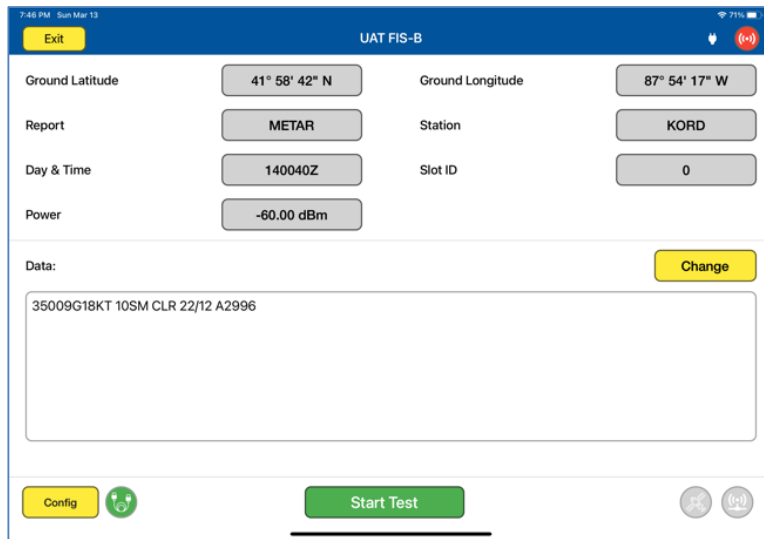 7:46 PM Sun Mar 13
71%
Exit
UAT FIS-B
Ground Latitude
41° 58' 42" N
Ground Longitude
87° 54' 17" W
Report
METAR
Station
KORD
Day & Time
140040Z
Slot ID
0
Power
-60.00 dBm
Data:
Change
35009G18KT 10SM CLR 22/12 A2996
Config
Start Test